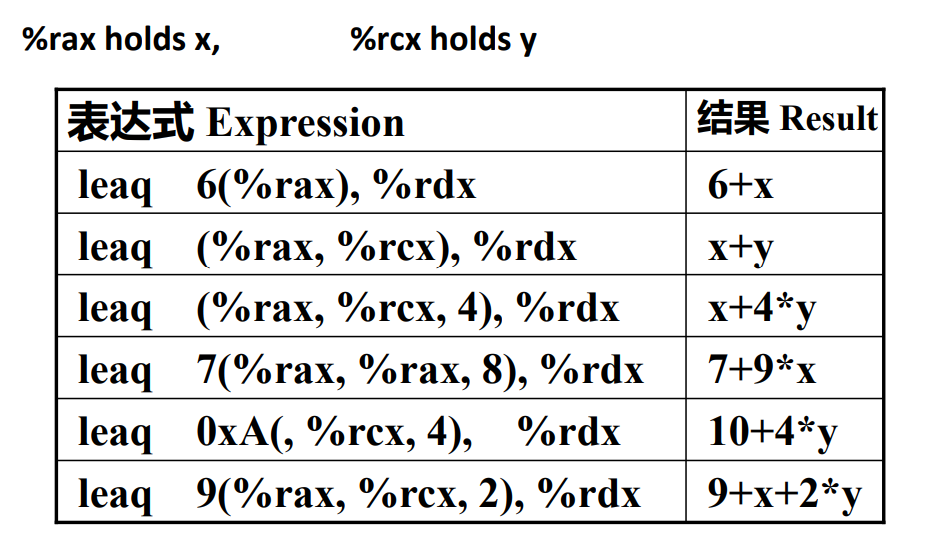 %rax holds x, %rcx holds y
表达式 Expression 结果 Result
leaq 6(%rax), %rdx 6+x
leaq (%rax, %rcx), %rdx x+y
leaq (%rax, %rcx, 4), %rdx x+4*y
leaq 7(%rax, %rax, 8), %rdx 7+9*x
leaq 0xA(, %rcx, 4), %rdx 10+4*y
leaq 9(%rax, %rcx, 2), %rdx 9+x+2*y